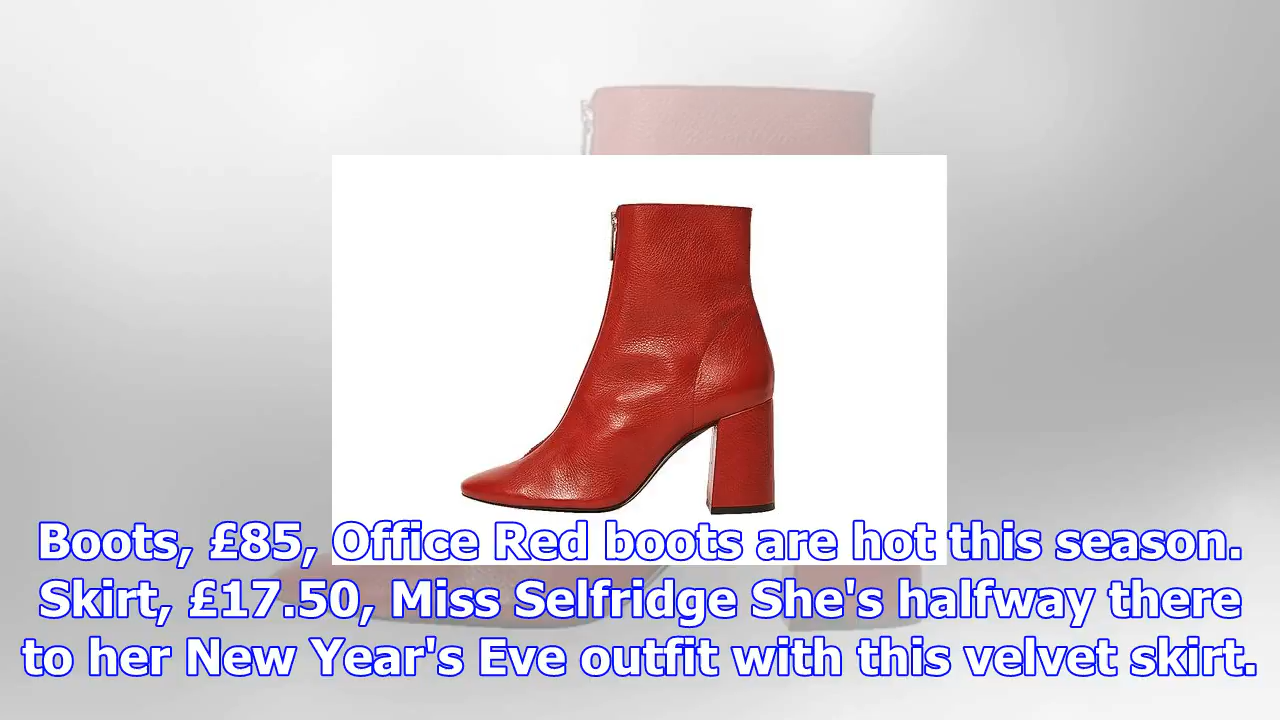 Boots, £85, Office Red boots are hot this season.
Skirt, £17.50, Miss Selfridge She's halfway there
to her New Year's Eve outfit with this velvet skirt.